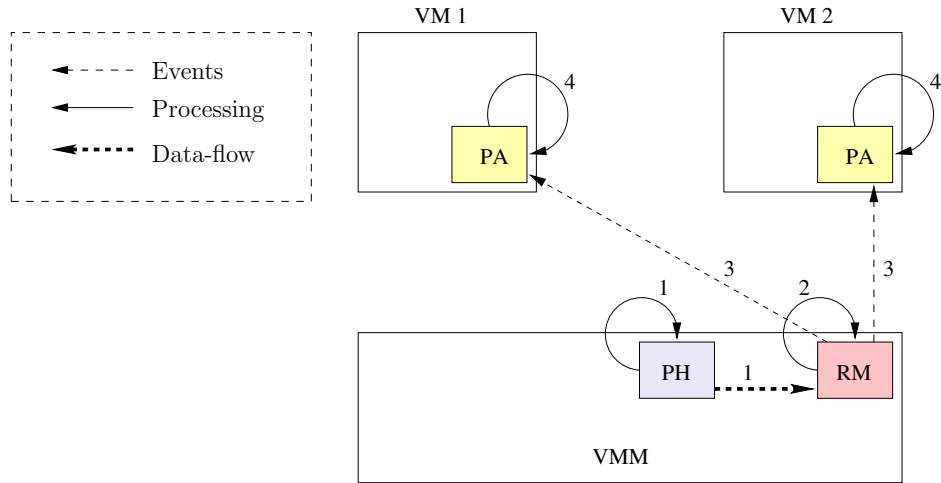 VM 1
VM 2
Events
Processing
Data-flow
4
4
PA
PA
3
3
1
2
PH
1
RM
VMM